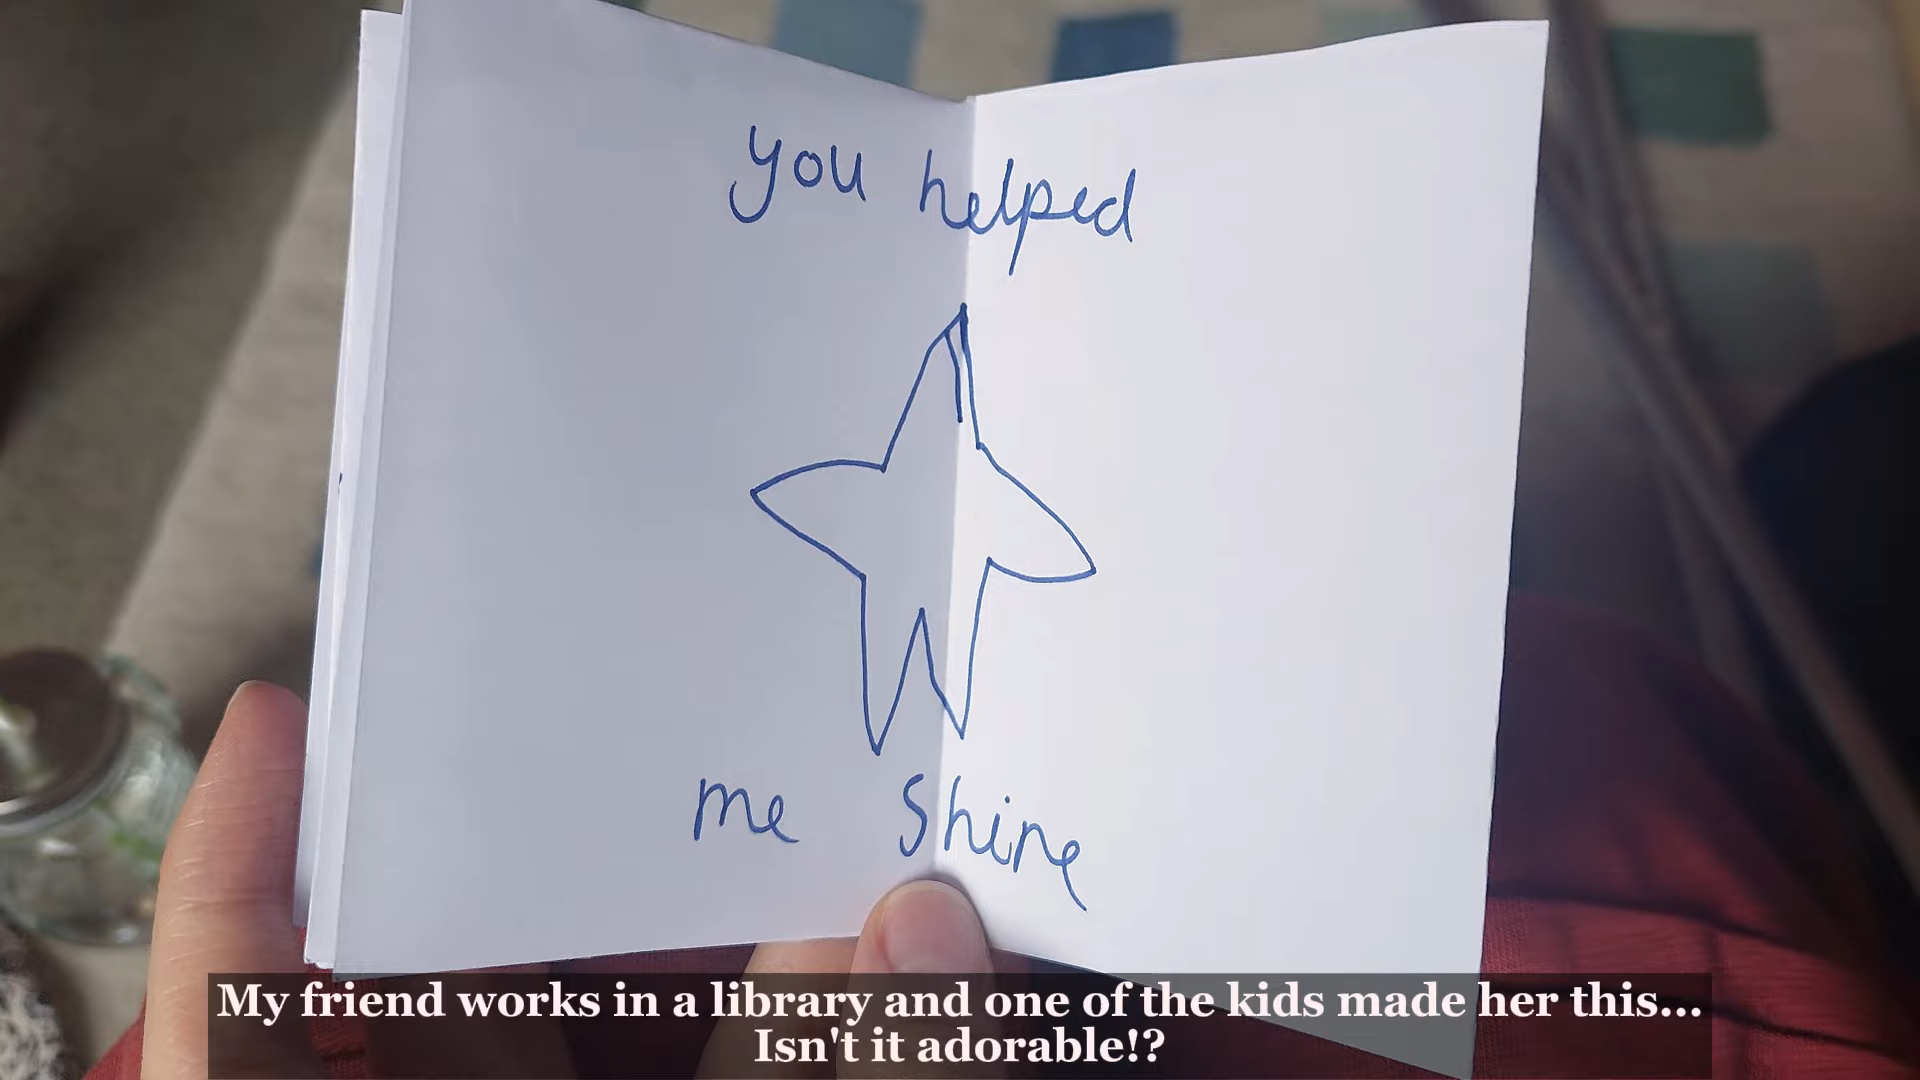 you helped
me shine
My friend works in a library and one of the kids made her this...
Isn't it adorable!?